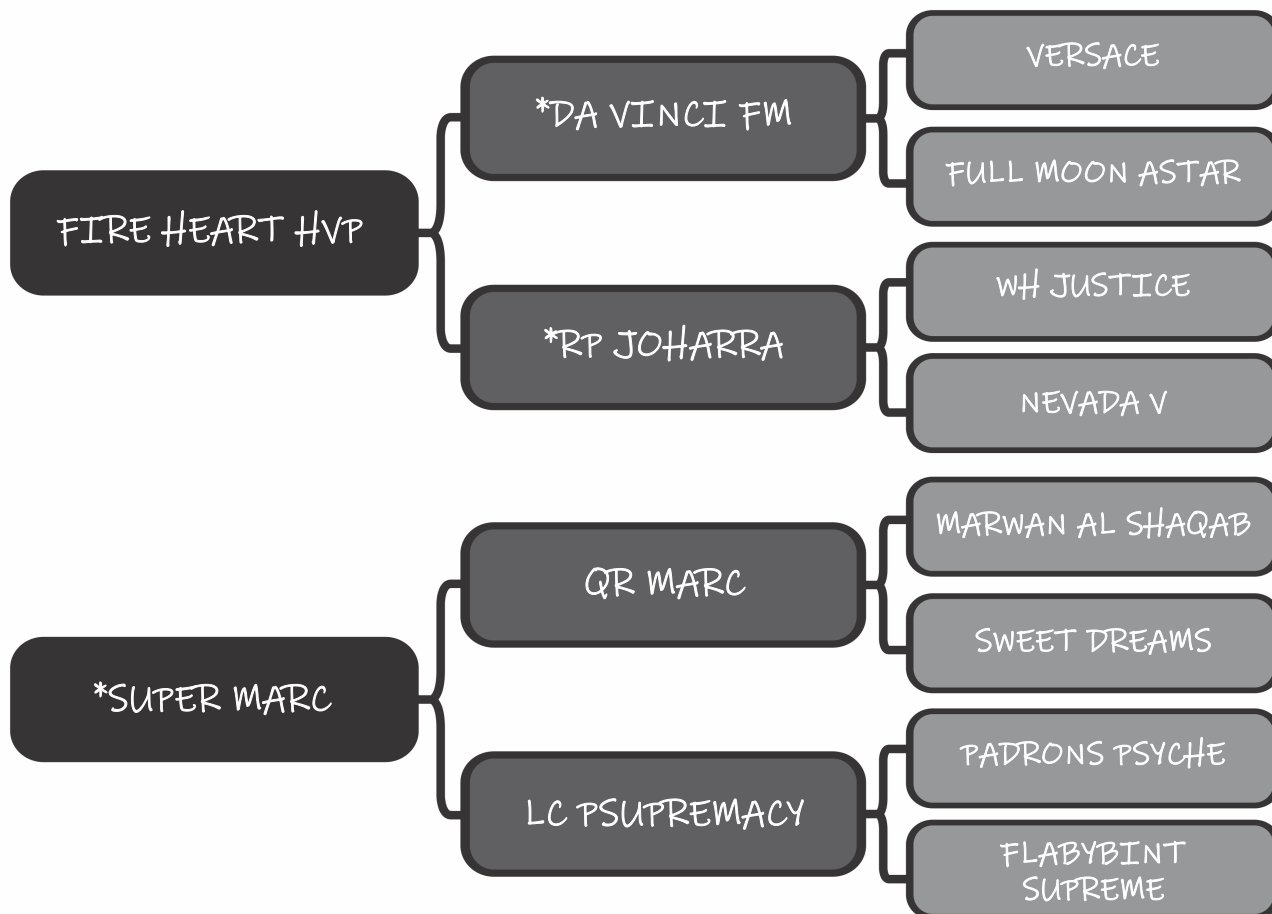 FIRE HEART HVP
*DA VINCI FM
VERSACE
FULL MOON ASTAR
*RP JOHARRA
WH JUSTICE
NEVADA V
*SUPER MARC
QR MARC
MARWAN AL SHAQAB
SWEET DREAMS
LC PSUPREMACY
PADRONS PSYCHE
FLABYBINT
SUPREME